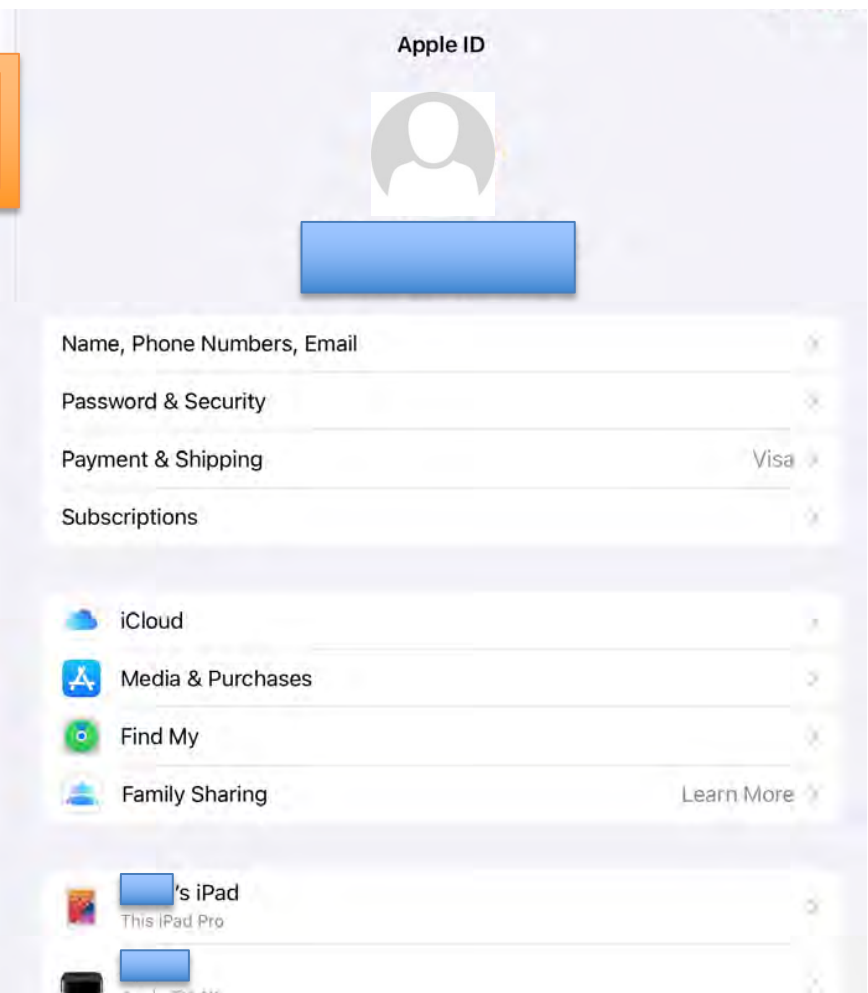 Apple ID
Name, Phone Numbers, Email
Password & Security
Payment & Shipping Visa
Subscriptions
iCloud
Media & Purchases
Find My
Family Sharing Learn More
's iPad
This iPad Pro